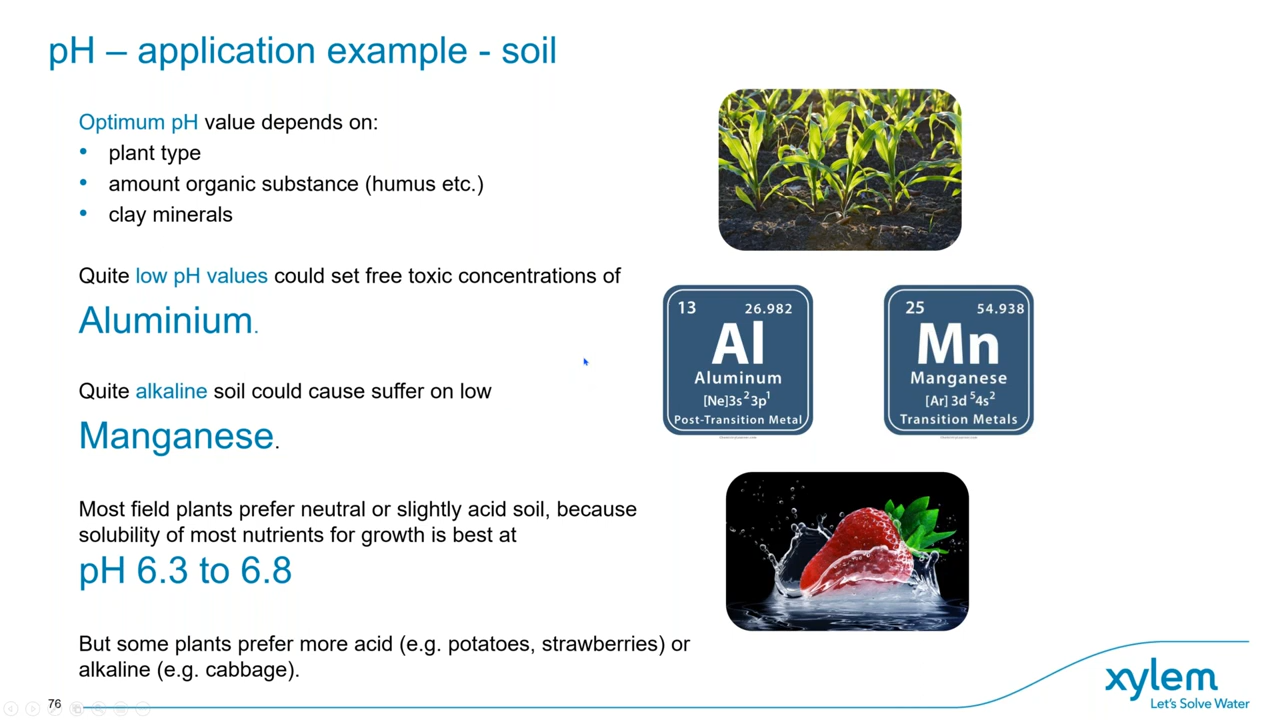 pH – application example - soil
Optimum pH value depends on:
• plant type
• amount organic substance (humus etc.)
• clay minerals
Quite low pH values could set free toxic concentrations of
Aluminium.
Quite alkaline soil could cause suffer on low
Manganese.
Most field plants prefer neutral or slightly acid soil, because
solubility of most nutrients for growth is best at
pH 6.3 to 6.8
But some plants prefer more acid (e.g. potatoes, strawberries) or
alkaline (e.g. cabbage).
13 26.982
Al
Aluminum
[Ne]3s²3p¹
Post-Transition Metal
25 54.938
Mn
Manganese
[Ar] 3d⁵4s²
Transition Metals
76
xylem
Let's Solve Water